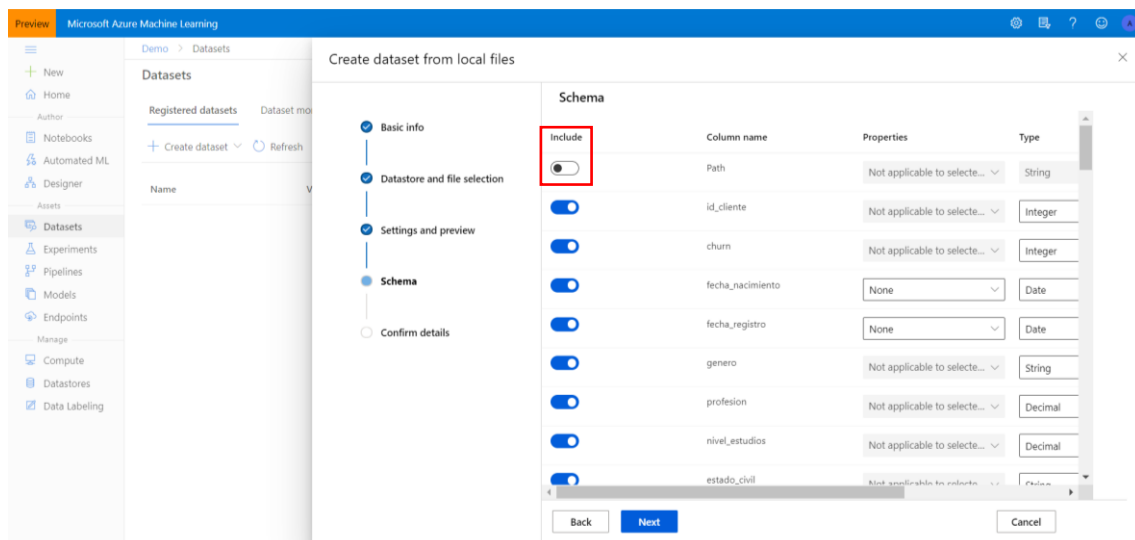 Preview Microsoft Azure Machine Learning
New
Home
Author
Notebooks
Automated ML
Designer
Assets
Datasets
Experiments
Pipelines
Models
Endpoints
Manage
Compute
Datastores
Data Labeling
Demo > Datasets
Datasets
Registered datasets Dataset mo
Create dataset Refresh
Name V
Create dataset from local files
Basic info
Datastore and file selection
Settings and preview
Schema
Confirm details
Schema
Include Column name Properties Type
Path Not applicable to selecte... String
id_cliente Not applicable to selecte... Integer
churn Not applicable to selecte... Integer
fecha_nacimiento None Date
fecha_registro None Date
genero Not applicable to selecte... String
profesion Not applicable to selecte... Decimal
nivel_estudios Not applicable to selecte... Decimal
estado_civil Not applicable to selecte... String
Back Next Cancel